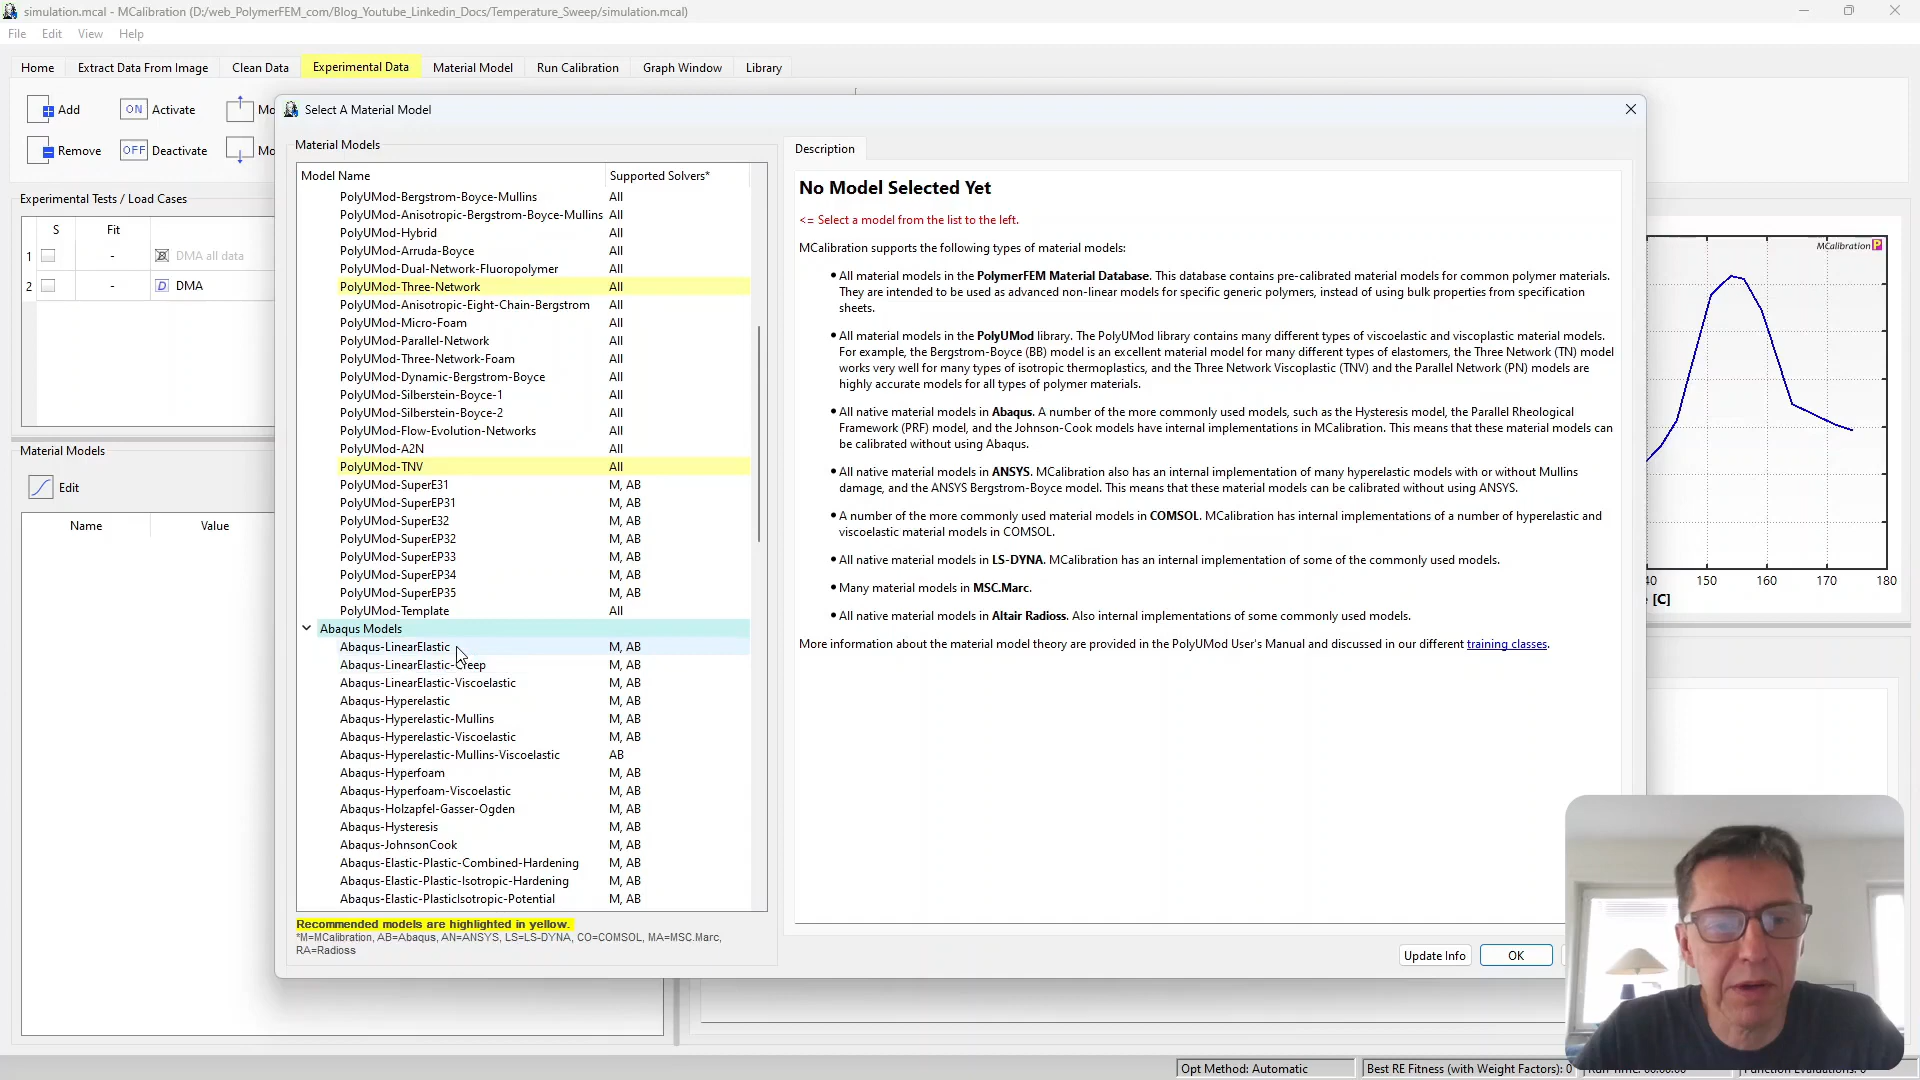 simulation.mcal - MCalibration (D:/web_PolymerFEM_com/Blog_Youtube_Linkedin_Docs/Temperature_Sweep/simulation.mcal)
File Edit View Help
Home Extract Data From Image Clean Data Experimental Data Material Model Run Calibration Graph Window Library
Add ON Activate Mo
Remove OFF Deactivate Mo
Experimental Tests / Load Cases
S Fit
1 - DMA all data
2 - D DMA
Material Models
Edit
Name Value
Select A Material Model
Material Models
Model Name Supported Solvers*
PolyUMod-Bergstrom-Boyce-Mullins All
PolyUMod-Anisotropic-Bergstrom-Boyce-Mullins All
PolyUMod-Hybrid All
PolyUMod-Arruda-Boyce All
PolyUMod-Dual-Network-Fluoropolymer All
PolyUMod-Three-Network All
PolyUMod-Anisotropic-Eight-Chain-Bergstrom All
PolyUMod-Micro-Foam All
PolyUMod-Parallel-Network All
PolyUMod-Three-Network-Foam All
PolyUMod-Dynamic-Bergstrom-Boyce All
PolyUMod-Silberstein-Boyce-1 All
PolyUMod-Silberstein-Boyce-2 All
PolyUMod-Flow-Evolution-Networks All
PolyUMod-A2N All
PolyUMod-TNV All
PolyUMod-SuperE31 M, AB
PolyUMod-SuperEP31 M, AB
PolyUMod-SuperE32 M, AB
PolyUMod-SuperEP32 M, AB
PolyUMod-SuperEP33 M, AB
PolyUMod-SuperEP34 M, AB
PolyUMod-SuperEP35 M, AB
PolyUMod-Template All
Abaqus Models
Abaqus-LinearElastic M, AB
Abaqus-LinearElastic-Creep M, AB
Abaqus-LinearElastic-Viscoelastic M, AB
Abaqus-Hyperelastic M, AB
Abaqus-Hyperelastic-Mullins M, AB
Abaqus-Hyperelastic-Viscoelastic M, AB
Abaqus-Hyperelastic-Mullins-Viscoelastic AB
Abaqus-Hyperfoam M, AB
Abaqus-Hyperfoam-Viscoelastic M, AB
Abaqus-Holzapfel-Gasser-Ogden M, AB
Abaqus-Hysteresis M, AB
Abaqus-JohnsonCook M, AB
Abaqus-Elastic-Plastic-Combined-Hardening M, AB
Abaqus-Elastic-Plastic-Isotropic-Hardening M, AB
Abaqus-Elastic-PlasticIsotropic-Potential M, AB
Recommended models are highlighted in yellow.
*M=MCalibration, AB=Abaqus, AN=ANSYS, LS=LS-DYNA, CO=COMSOL, MA=MSC.Marc,
RA=Radioss
Description
No Model Selected Yet
<= Select a model from the list to the left.
MCalibration supports the following types of material models:
• All material models in the PolymerFEM Material Database. This database contains pre-calibrated material models for common polymer materials.
They are intended to be used as advanced non-linear models for specific generic polymers, instead of using bulk properties from specification
sheets.
• All material models in the PolyUMod library. The PolyUMod library contains many different types of viscoelastic and viscoplastic material models.
For example, the Bergstrom-Boyce (BB) model is an excellent material model for many different types of elastomers, the Three Network (TN) model
works very well for many types of isotropic thermoplastics, and the Three Network Viscoplastic (TNV) and the Parallel Network (PN) models are
highly accurate models for all types of polymer materials.
• All native material models in Abaqus. A number of the more commonly used models, such as the Hysteresis model, the Parallel Rheological
Framework (PRF) model, and the Johnson-Cook models have internal implementations in MCalibration. This means that these material models can
be calibrated without using Abaqus.
• All native material models in ANSYS. MCalibration also has an internal implementation of many hyperelastic models with or without Mullins
damage, and the ANSYS Bergstrom-Boyce model. This means that these material models can be calibrated without using ANSYS.
• A number of the more commonly used material models in COMSOL. MCalibration has internal implementations of a number of hyperelastic and
viscoelastic material models in COMSOL.
• All native material models in LS-DYNA. MCalibration has an internal implementation of some of the commonly used models.
• Many material models in MSC.Marc.
• All native material models in Altair Radioss. Also internal implementations of some commonly used models.
More information about the material model theory are provided in the PolyUMod User's Manual and discussed in our different training classes.
Update Info OK
MCalibration P
40 150 160 170 180
[C]
Opt Method: Automatic Best RE Fitness (with Weight Factors): 0